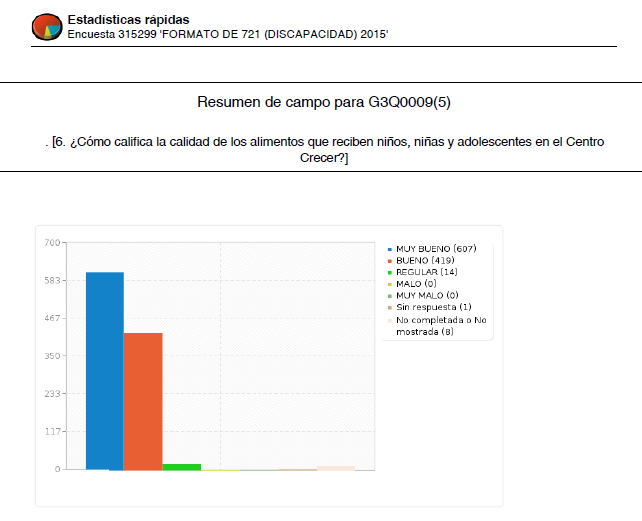 Estadísticas rápidas
Encuesta 315299 'FORMATO DE 721 (DISCAPACIDAD) 2015'
Resumen de campo para G3Q0009(5)
. [6. ¿Cómo califica la calidad de los alimentos que reciben niños, niñas y adolescentes en el Centro
Crecer?]
700
583
467
350
233
117
0
MUY BUENO (607)
BUENO (419)
REGULAR (14)
MALO (0)
MUY MALO (0)
Sin respuesta (1)
No completada o No
mostrada (8)